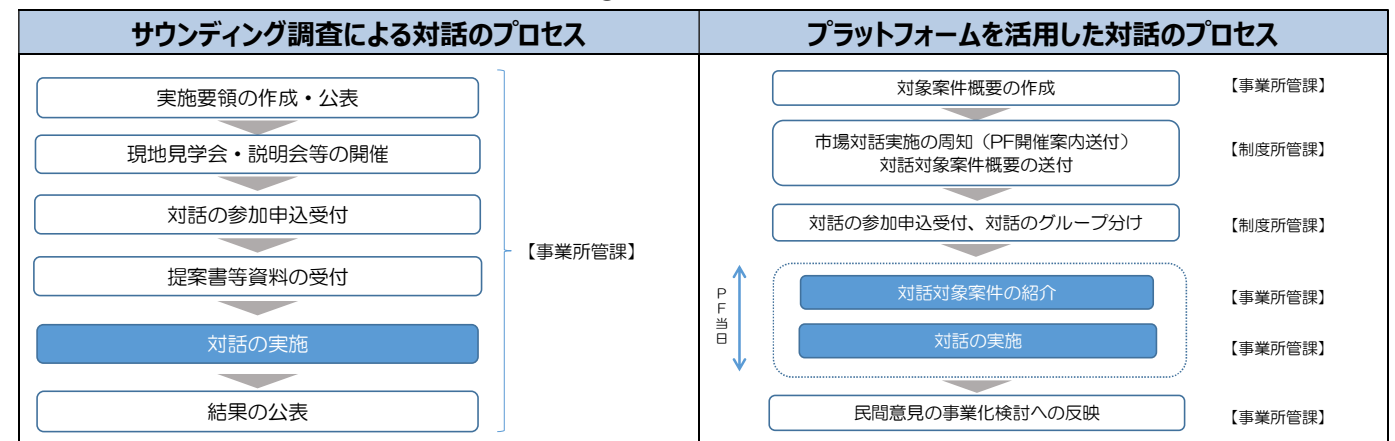 サウンディング調査による対話のプロセス
実施要領の作成・公表
現地見学会・説明会等の開催
対話の参加申込受付
提案書等資料の受付
対話の実施
結果の公表
【事業所管課】
プラットフォームを活用した対話のプロセス
対象案件概要の作成
【事業所管課】
市場対話実施の周知（PF開催案内送付）
対話対象案件概要の送付
【制度所管課】
対話の参加申込受付、対話のグループ分け
【制度所管課】
PF当日
対話対象案件の紹介
【事業所管課】
対話の実施
【事業所管課】
民間意見の事業化検討への反映
【事業所管課】